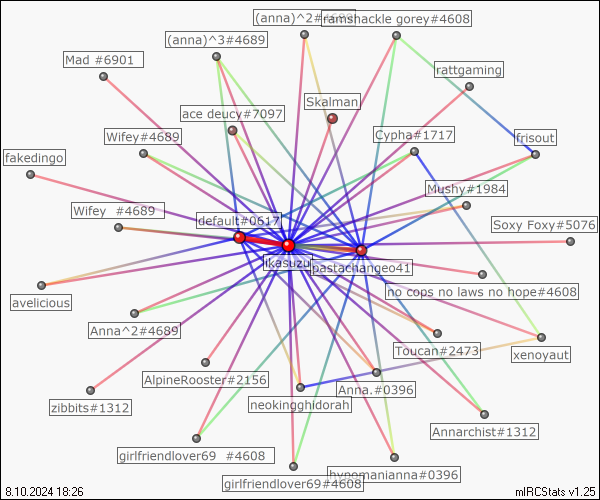 (anna)^2#4689
ramshackle gorey#4608
(anna)^3#4689
Mad #6901
rattgaming
Skalman
ace deucy#7097
Cypha#1717
Wifey#4689
frisout
fakedingo
Mushy#1984
Wifey #4689
default#0617
Soxy Foxy#5076
ikasuzu
pastachangeo41
no cops no laws no hope#4608
avelicious
Anna^2#4689
Toucan#2473
xenoyaut
AlpineRooster#2156
Anna.#0396
zibbits#1312
neokingghidorah
Annarchist#1312
girlfriendlover69 #4608
hypomanianna#0396
girlfriendlover69#4608
8.10.2024 18:26
mIRCStats v1.25